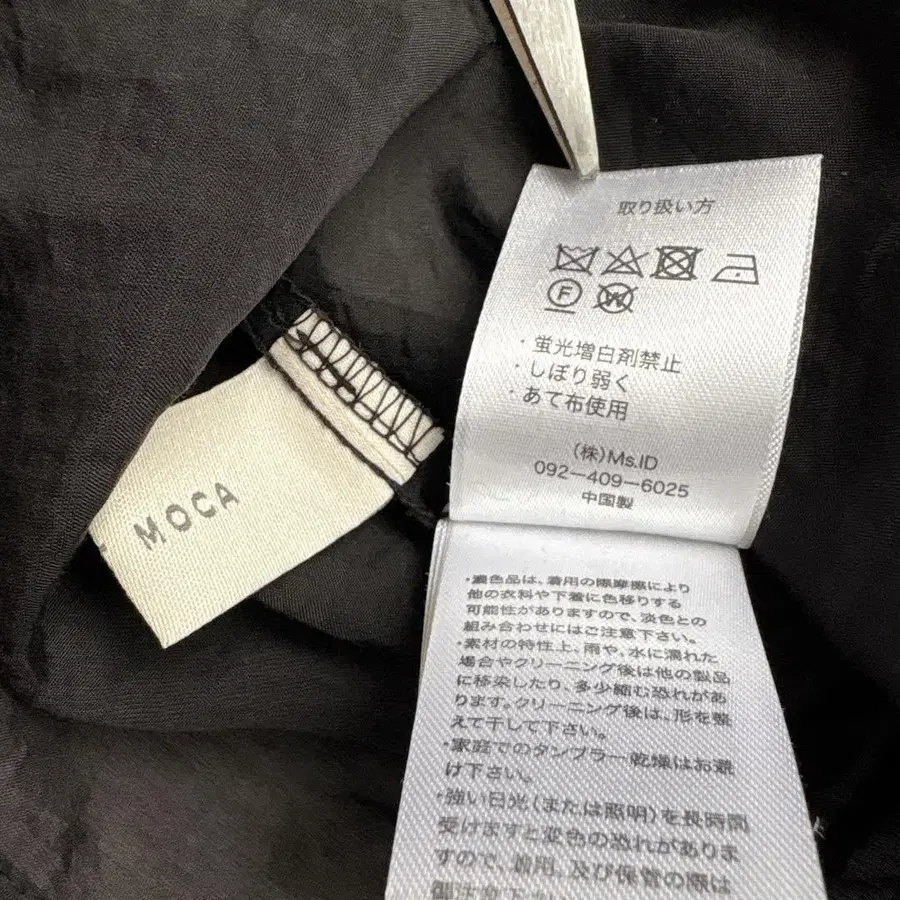 取り扱い方
F
W
・蛍光増白剤禁止
・しぼり弱く
・あて布使用
(株)Ms.ID
092-409-6025
中国製
MOCA
・濃色品は、着用の際摩擦により
他の衣料や下着に色移りする
可能性がありますので、淡色との
組み合わせにはご注意下さい。
・素材の特性上、雨や、水に濡れた
場合やクリーニング後は他の製品
に移染したり、多少縮む恐れがあ
ります。クリーニング後は、形を整
えて干して下さい。
・家庭でのタンブラー乾燥はお避
け下さい。
・強い日光(または照明)を長時間
受けますと変色の恐れがありま
すので、着用、及び保管の際は